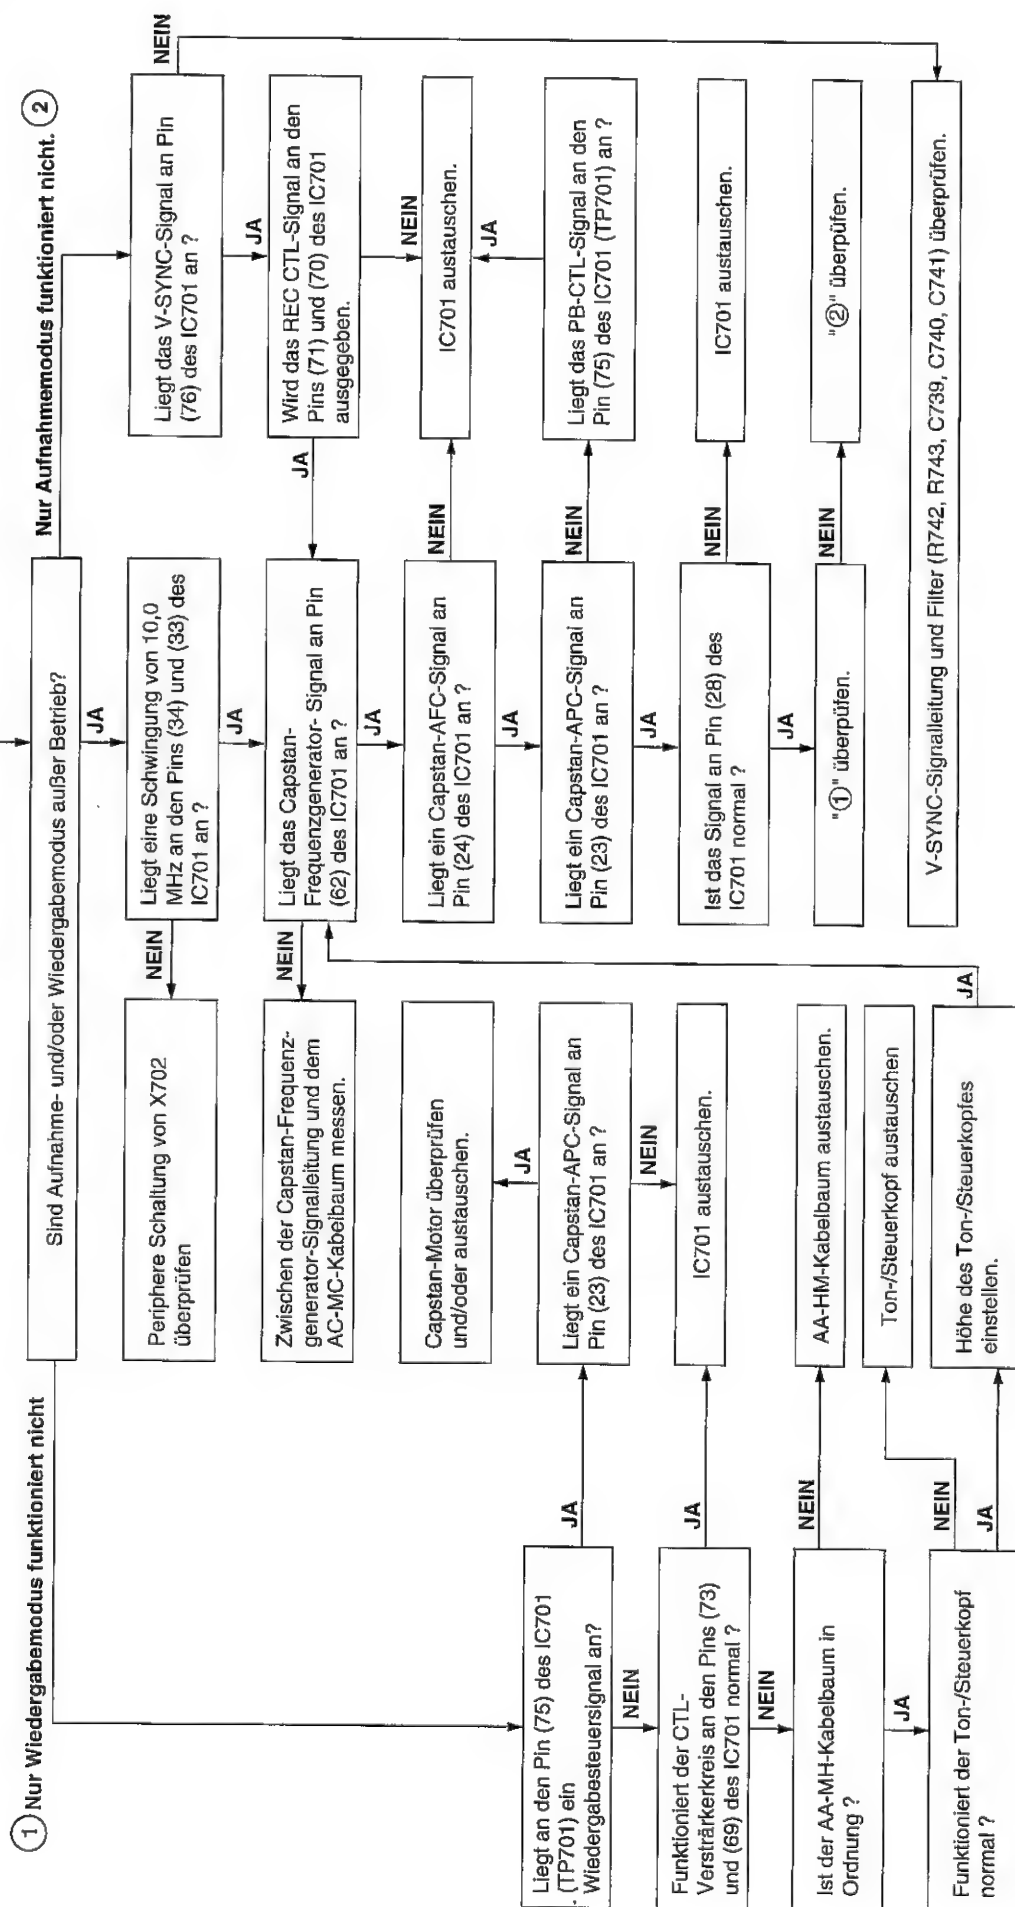 ① Nur Wiedergabemodus funktioniert nicht
Nur Aufnahmemodus funktioniert nicht. ②
Sind Aufnahme- und/oder Wiedergabemodus außer Betrieb?
JA
NEIN
Liegt eine Schwingung von 10,0
MHz an den Pins (34) und (33) des
IC701 an ?
NEIN
Periphere Schaltung von X702
überprüfen
JA
Liegt das V-SYNC-Signal an Pin
(76) des IC701 an ?
JA
Zwischen der Capstan-Frequenz-
generator-Signalleitung und dem
AC-MC-Kabelbaum messen.
NEIN
Liegt das Capstan-
Frequenzgenerator- Signal an Pin
(62) des IC701 an ?
JA
JA
Wird das REC CTL-Signal an den
Pins (71) und (70) des IC701
ausgegeben.
NEIN
Capstan-Motor überprüfen
und/oder austauschen.
JA
Liegt ein Capstan-AFC-Signal an
Pin (24) des IC701 an ?
NEIN
IC701 austauschen.
JA
JA
Liegt an den Pin (75) des IC701
(TP701) ein
Wiedergabesteuersignal an?
JA
NEIN
Liegt ein Capstan-APC-Signal an
Pin (23) des IC701 an ?
NEIN
Liegt ein Capstan-APC-Signal an
Pin (23) des IC701 an ?
NEIN
JA
Liegt das PB-CTL-Signal an den
Pin (75) des IC701 (TP701) an ?
Funktioniert der CTL-
Versträrkerkreis an den Pins (73)
und (69) des IC701 normal ?
JA
NEIN
IC701 austauschen.
Ist das Signal an Pin (28) des
IC701 normal ?
NEIN
JA
IC701 austauschen.
Ist der AA-MH-Kabelbaum in
Ordnung ?
NEIN
JA
AA-HM-Kabelbaum austauschen.
"①" überprüfen.
NEIN
"②" überprüfen.
Ton-/Steuerkopf austauschen
Funktioniert der Ton-/Steuerkopf
normal ?
NEIN
JA
Höhe des Ton-/Steuerkopfes
einstellen.
JA
V-SYNC-Signalleitung und Filter (R742, R743, C739, C740, C741) überprüfen.